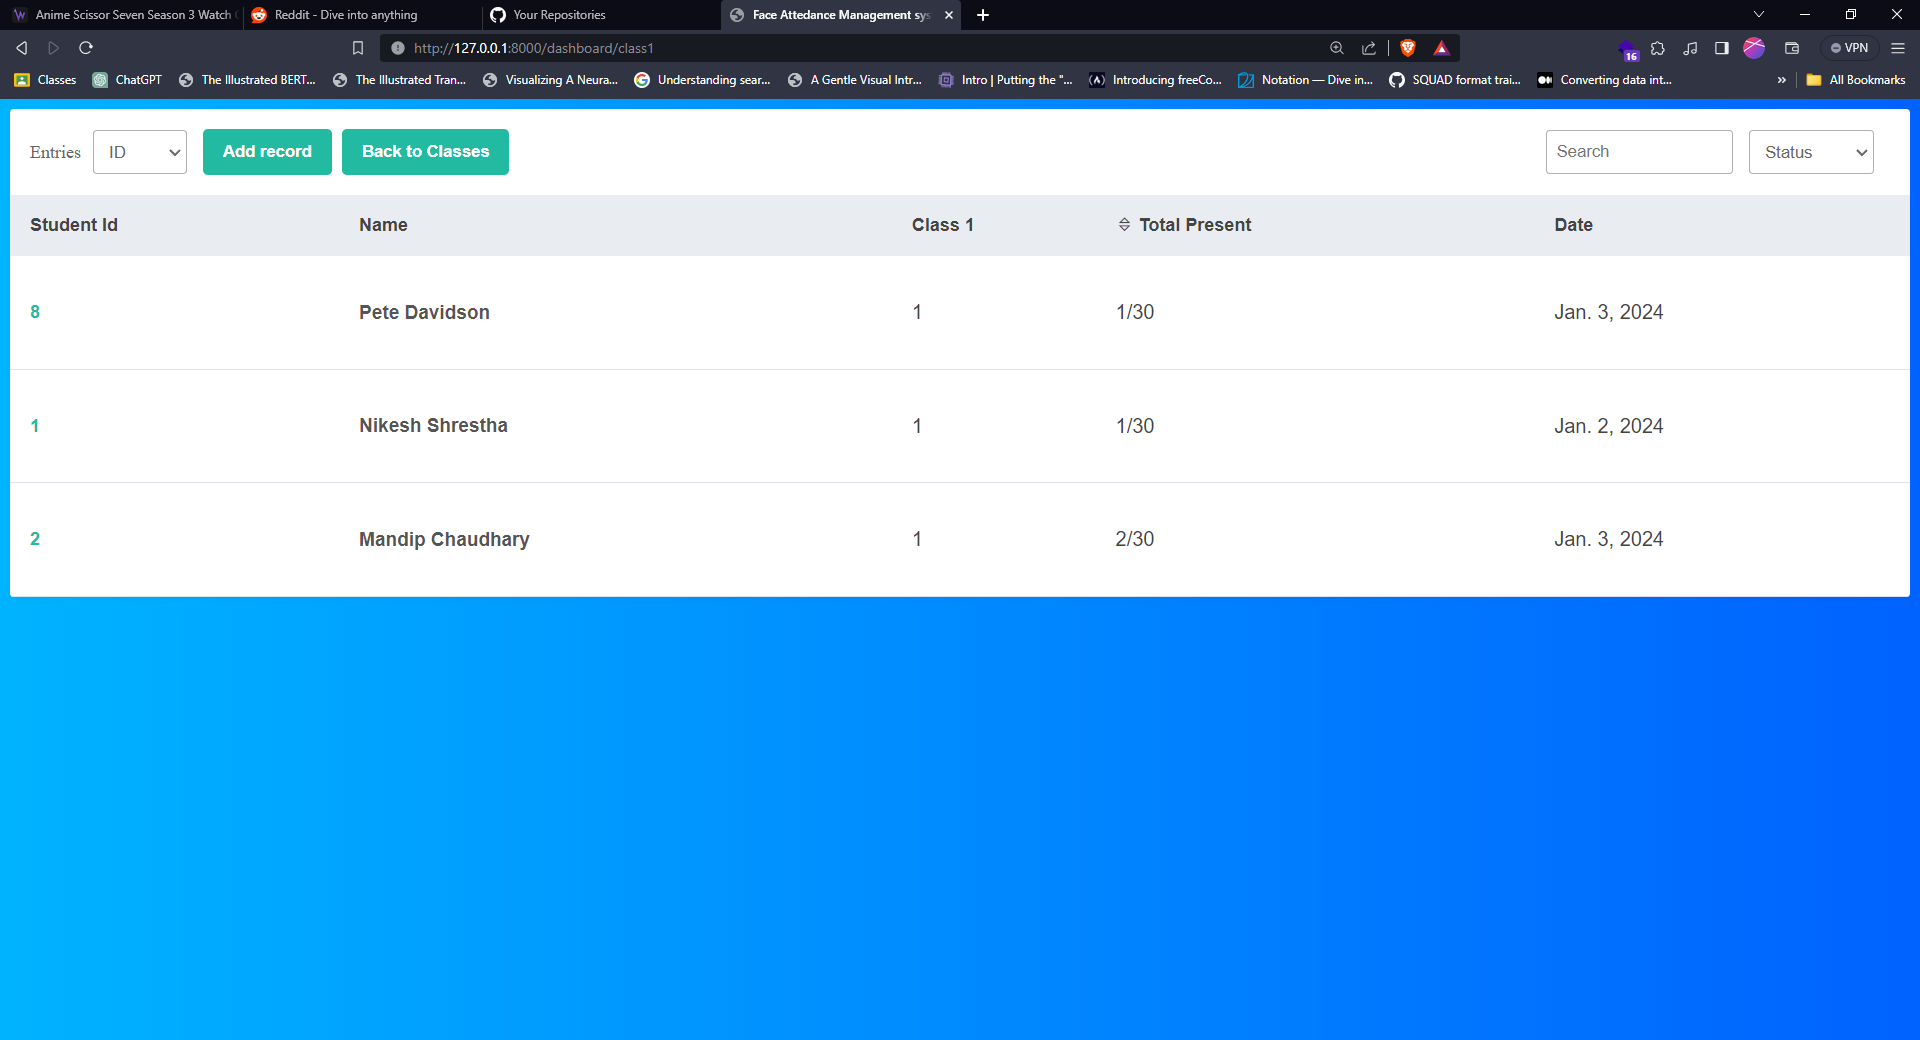 Anime Scissor Seven Season 3 Watch
Reddit - Dive into anything
Your Repositories
Face Attedance Management sys
http://127.0.0.1:8000/dashboard/class1
16
VPN
Classes
ChatGPT
The Illustrated BERT...
The Illustrated Tran...
Visualizing A Neura...
Understanding sear...
A Gentle Visual Intr...
Intro | Putting the "...
Introducing freeCo...
Notation — Dive in...
SQUAD format trai...
Converting data int...
»
All Bookmarks
Entries
ID
Add record
Back to Classes
Search
Status
Student Id Name Class 1 Total Present Date
8 Pete Davidson 1 1/30 Jan. 3, 2024
1 Nikesh Shrestha 1 1/30 Jan. 2, 2024
2 Mandip Chaudhary 1 2/30 Jan. 3, 2024